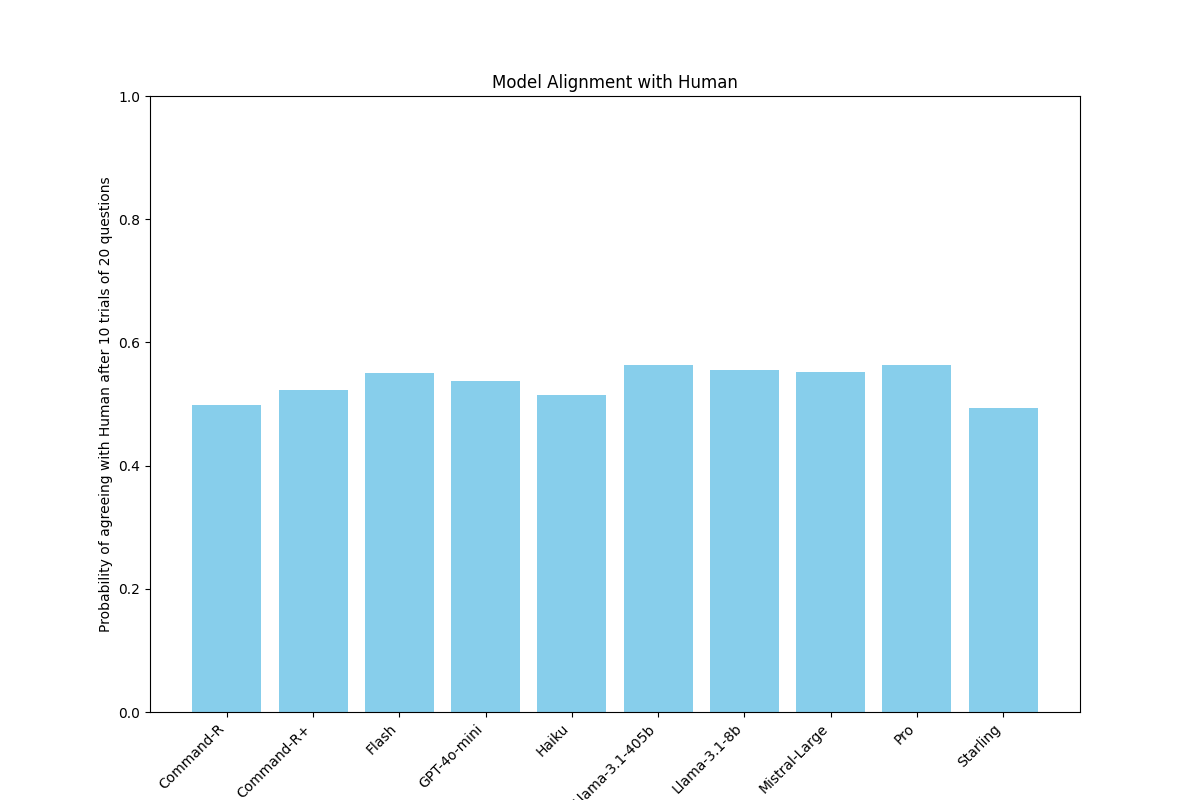 Model Alignment with Human
Probability of agreeing with Human after 10 trials of 20 questions
1.0
0.8
0.6
0.4
0.2
0.0
Command-R
Command-R+
Flash
GPT-4o-mini
Haiku
Llama-3.1-405b
Llama-3.1-8b
Mistral-Large
Pro
Starling